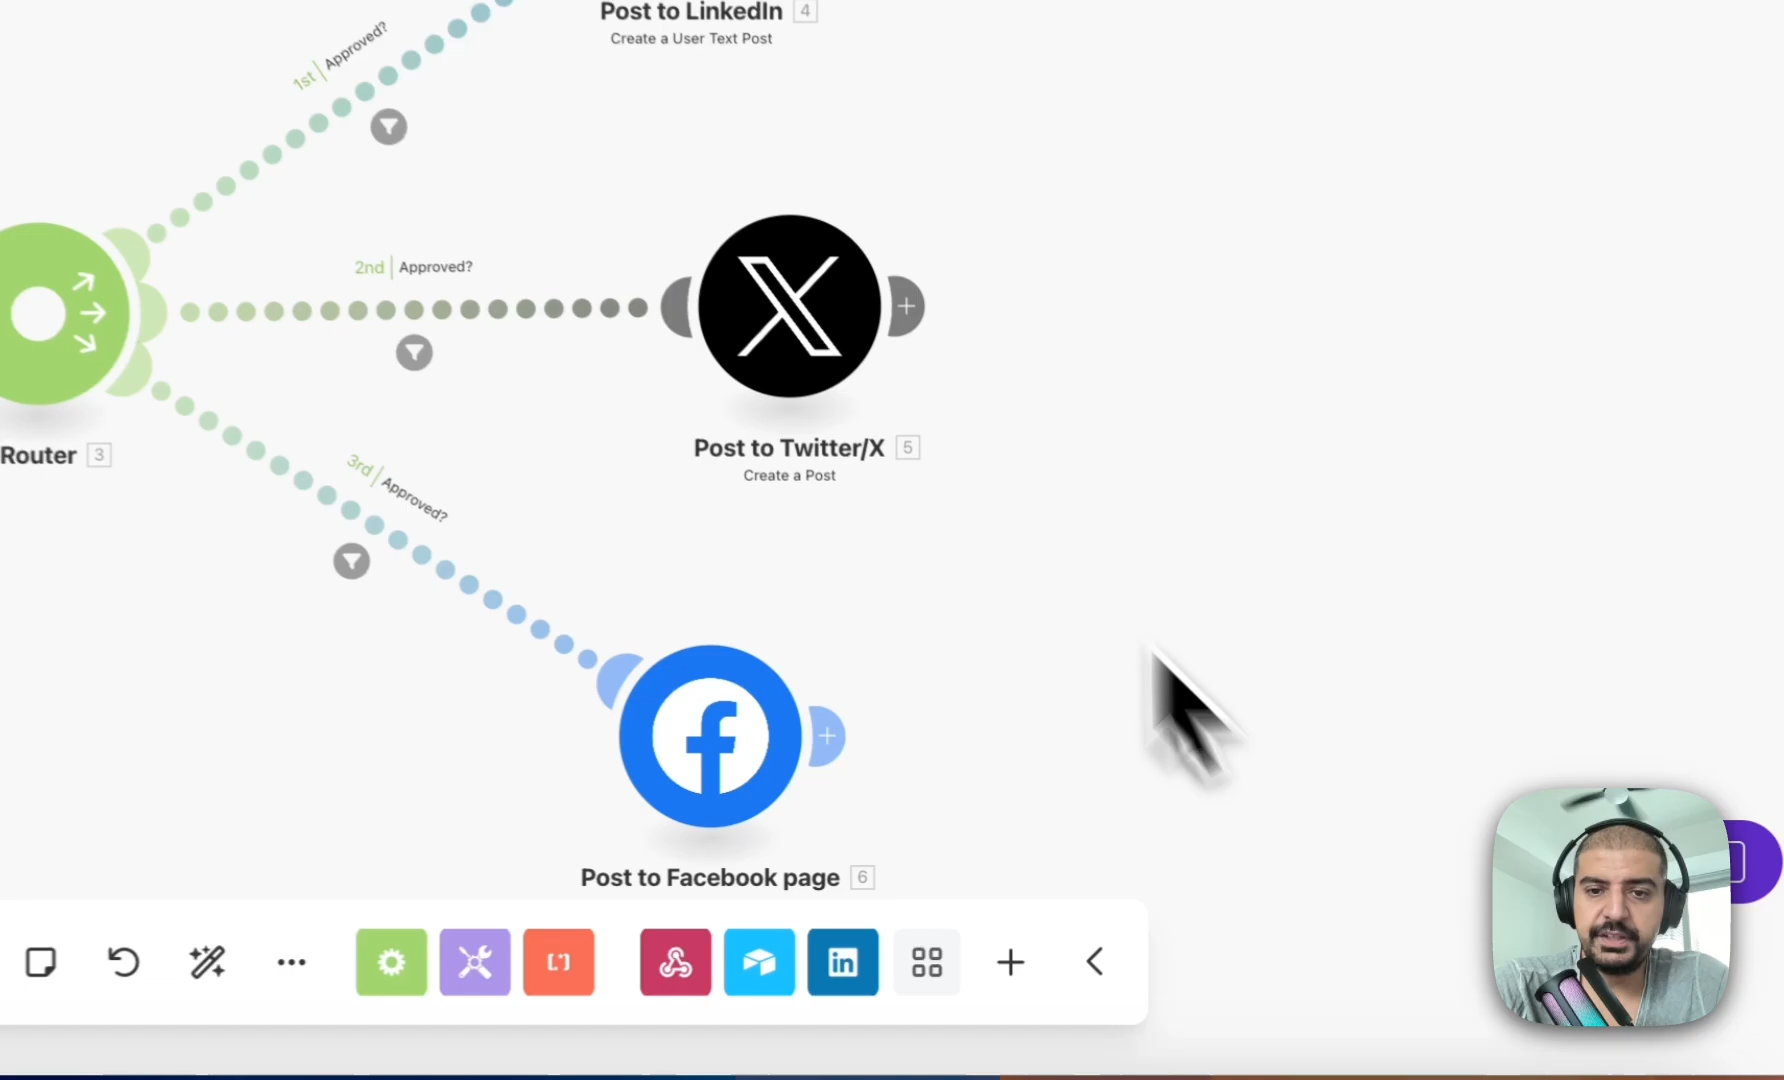 Post to LinkedIn 4
Create a User Text Post
1st | Approved?
2nd | Approved?
Router 3
Post to Twitter/X 5
Create a Post
3rd | Approved?
Post to Facebook page 6